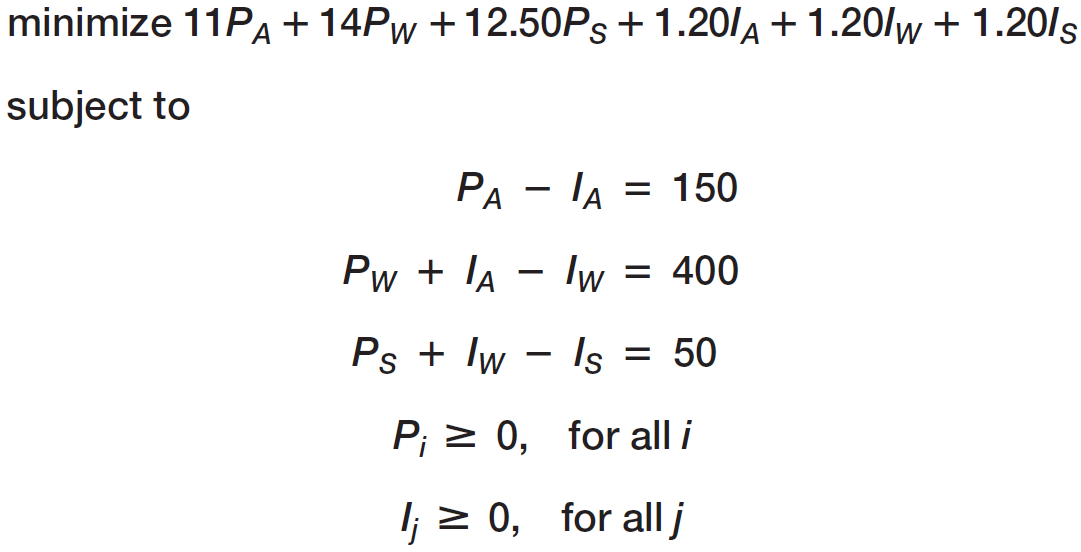 minimize 11P_A + 14P_W + 12.50P_S + 1.20I_A + 1.20I_W + 1.20I_S
subject to
P_A − I_A = 150
P_W + I_A − I_W = 400
P_S + I_W − I_S = 50
P_i ≥ 0, for all i
I_j ≥ 0, for all j